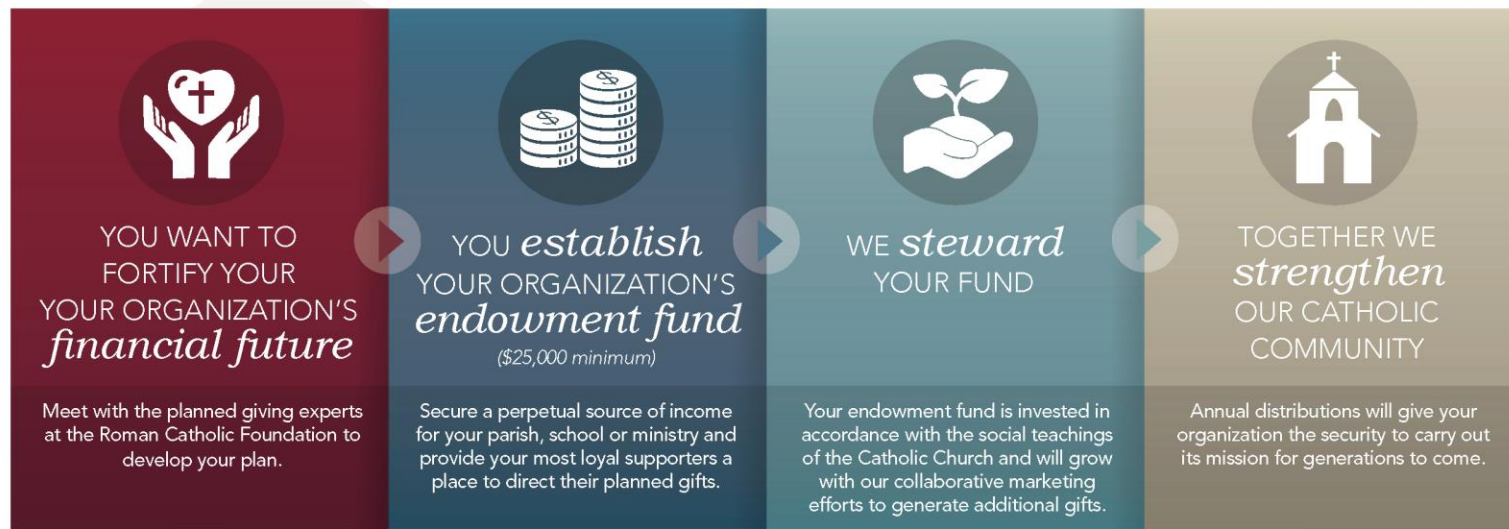 YOU WANT TO
FORTIFY YOUR
YOUR ORGANIZATION'S
financial future
Meet with the planned giving experts
at the Roman Catholic Foundation to
develop your plan.
YOU establish
YOUR ORGANIZATION'S
endowment fund
($25,000 minimum)
Secure a perpetual source of income
for your parish, school or ministry and
provide your most loyal supporters a
place to direct their planned gifts.
WE steward
YOUR FUND
Your endowment fund is invested in
accordance with the social teachings
of the Catholic Church and will grow
with our collaborative marketing
efforts to generate additional gifts.
TOGETHER WE
strengthen
OUR CATHOLIC
COMMUNITY
Annual distributions will give your
organization the security to carry out
its mission for generations to come.